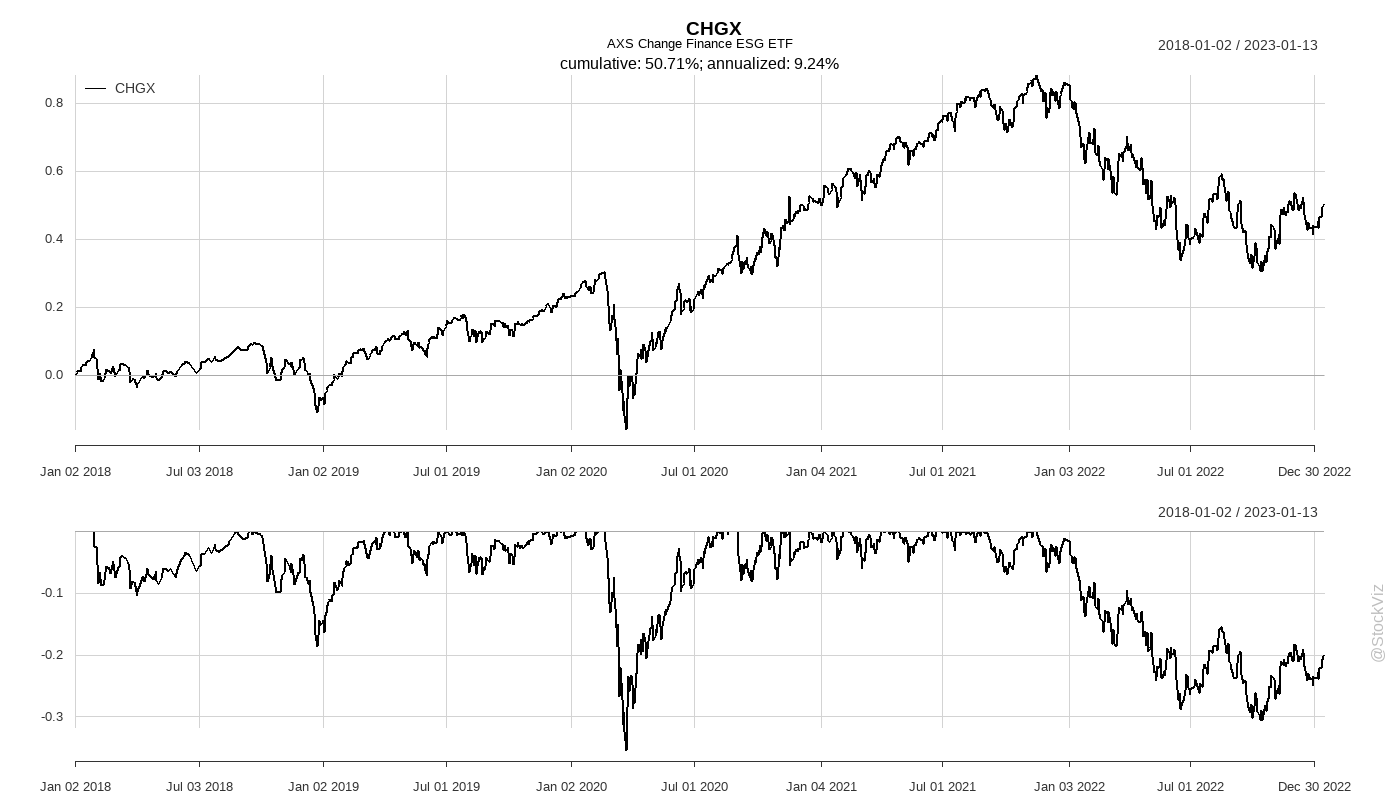 CHGX
AXS Change Finance ESG ETF
cumulative: 50.71%; annualized: 9.24%
2018-01-02 / 2023-01-13
CHGX
0.8
0.6
0.4
0.2
0.0
Jan 02 2018 Jul 03 2018 Jan 02 2019 Jul 01 2019 Jan 02 2020 Jul 01 2020 Jan 04 2021 Jul 01 2021 Jan 03 2022 Jul 01 2022 Dec 30 2022
2018-01-02 / 2023-01-13
-0.1
-0.2
-0.3
Jan 02 2018 Jul 03 2018 Jan 02 2019 Jul 01 2019 Jan 02 2020 Jul 01 2020 Jan 04 2021 Jul 01 2021 Jan 03 2022 Jul 01 2022 Dec 30 2022
@StockViz